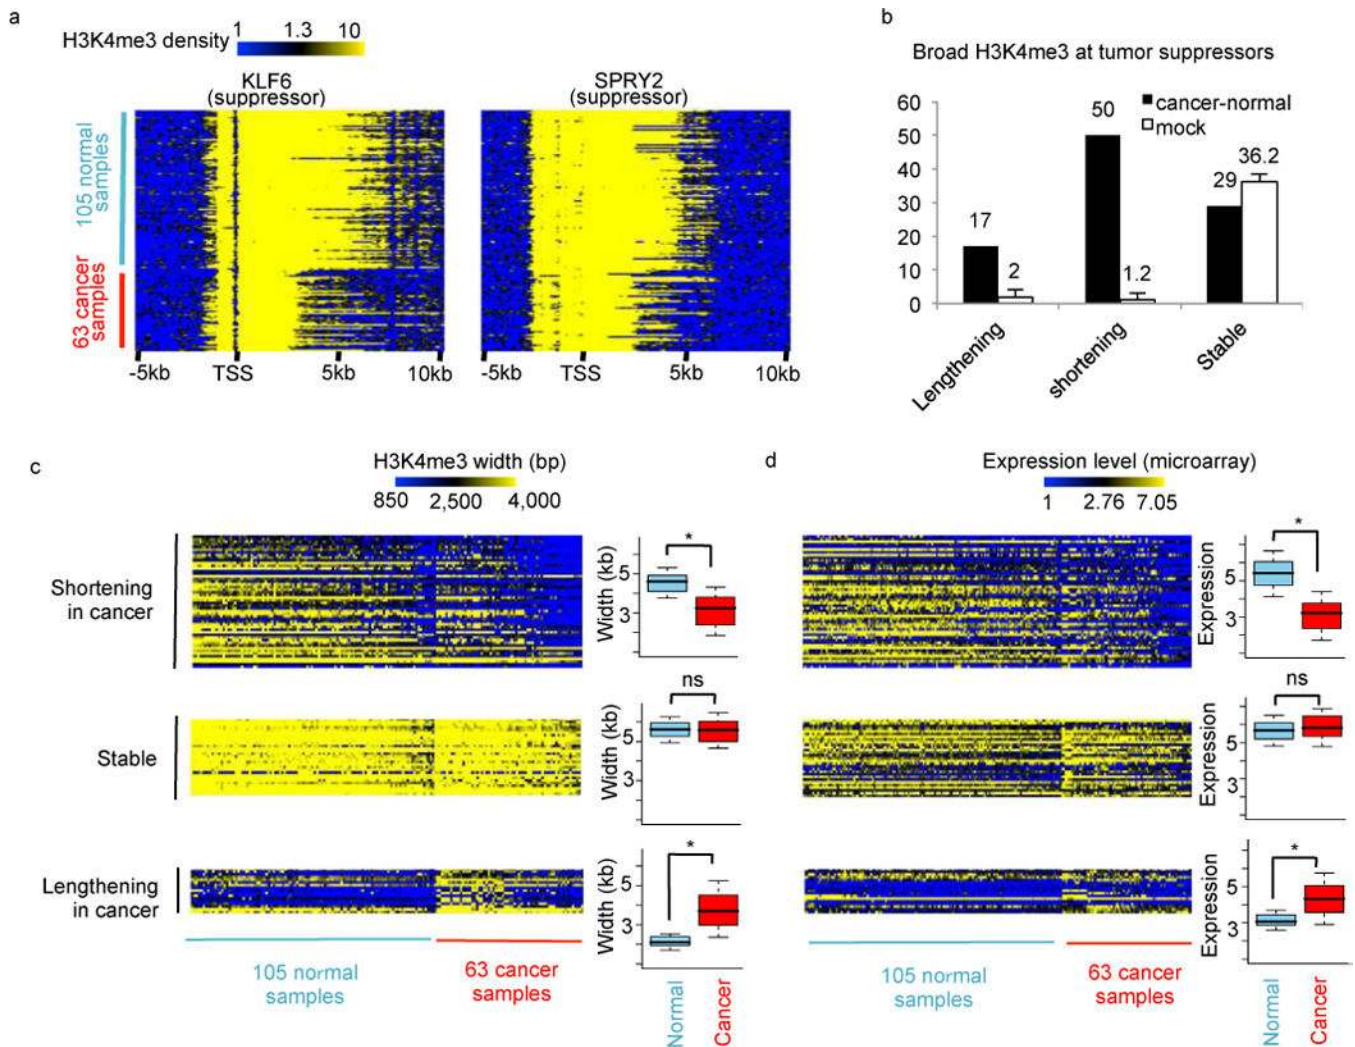 a
H3K4me3 density
1 1.3 10
KLF6
(suppressor)
SPRY2
(suppressor)
105 normal
samples
63 cancer
samples
-5kb TSS 5kb 10kb
-5kb TSS 5kb 10kb
b
Broad H3K4me3 at tumor suppressors
cancer-normal
mock
60
50
40
30
20
10
0
17
2
50
1.2
29
36.2
Lengthening
shortening
Stable
c
H3K4me3 width (bp)
850 2,500 4,000
Shortening
in cancer
Width (kb)
5
3
*
Stable
Width (kb)
5
3
ns
Lengthening
in cancer
Width (kb)
5
3
*
105 normal
samples
63 cancer
samples
Normal
Cancer
d
Expression level (microarray)
1 2.76 7.05
Expression
5
3
*
Expression
5
3
ns
Expression
5
3
*
105 normal
samples
63 cancer
samples
Normal
Cancer